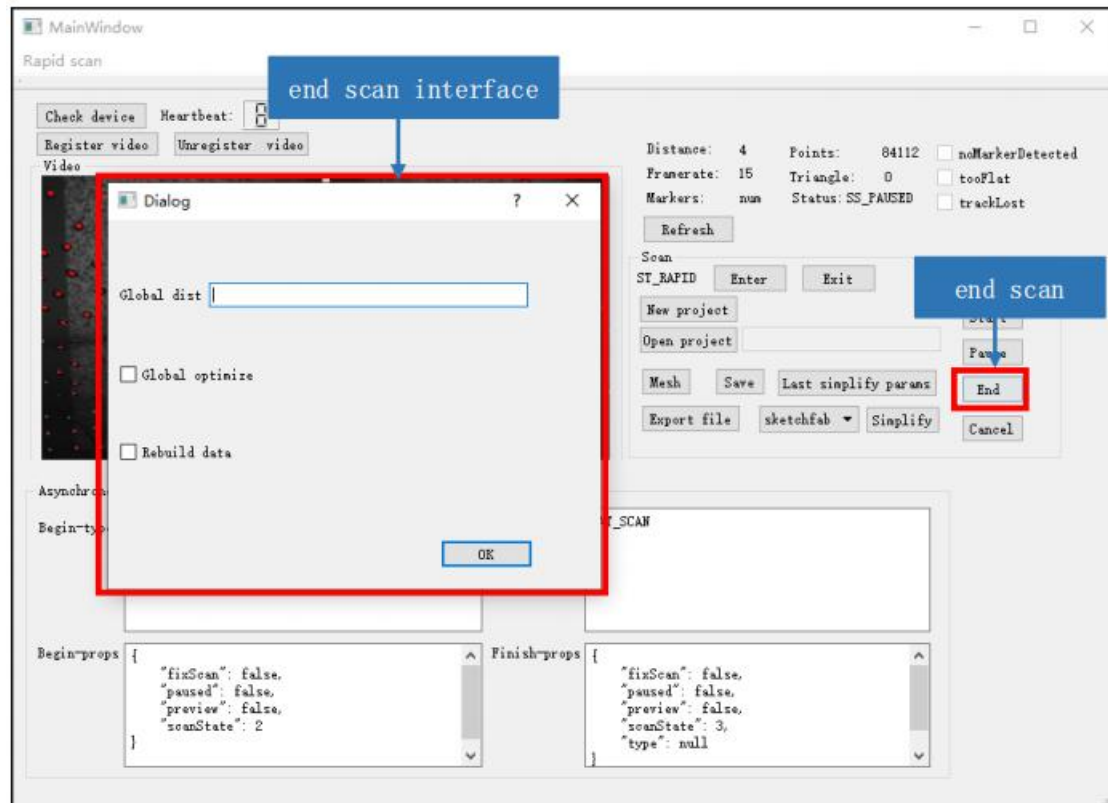 MainWindow
Rapid scan
end scan interface
Check device Heartbeat:
Register video Unregister video
Video
Distance: 4 Points: 84112 noMarkerDetected
Framerate: 15 Triangle: 0 tooFlat
Markers: num Status: SS_PAUSED trackLost
Refresh
Dialog ? ×
Global dist
Global optimize
Rebuild data
OK
Scan
ST_RAPID Enter Exit
end scan
New project
Open project Pause
Mesh Save Last simplify params End
Export file sketchfab Simplify Cancel
Begin-props {
"fixScan": false,
"paused": false,
"preview": false,
"scanState": 2
}
Finish-props {
"fixScan": false,
"paused": false,
"preview": false,
"scanState": 3,
"type": null
}